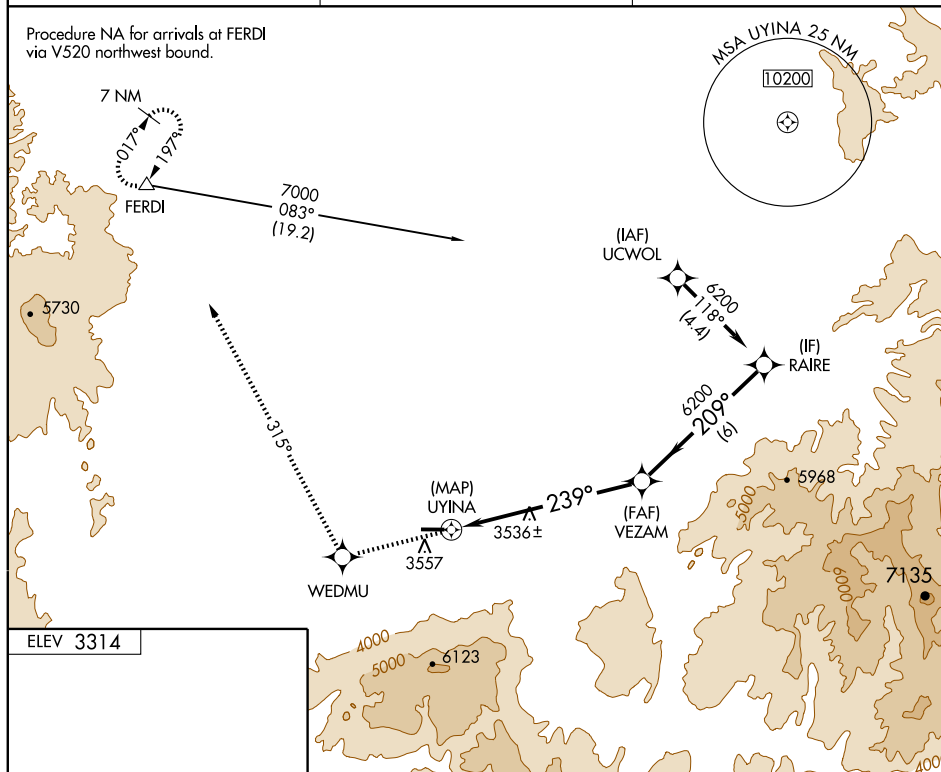 Procedure NA for arrivals at FERDI
via V520 northwest bound.
MSA UYINA 25 NM
10200
7 NM
017°
197°
FERDI
7000
083°
(19.2)
(IAF)
UCWOL
6200
118°
(4.4)
(IF)
RAIRE
5730
6200
209°
(6)
315°
5968
5000
(MAP)
UYINA
239°
(FAF)
VEZAM
3536±
3557
6000
7135
WEDMU
ELEV 3314
4000
5000
6123
4000